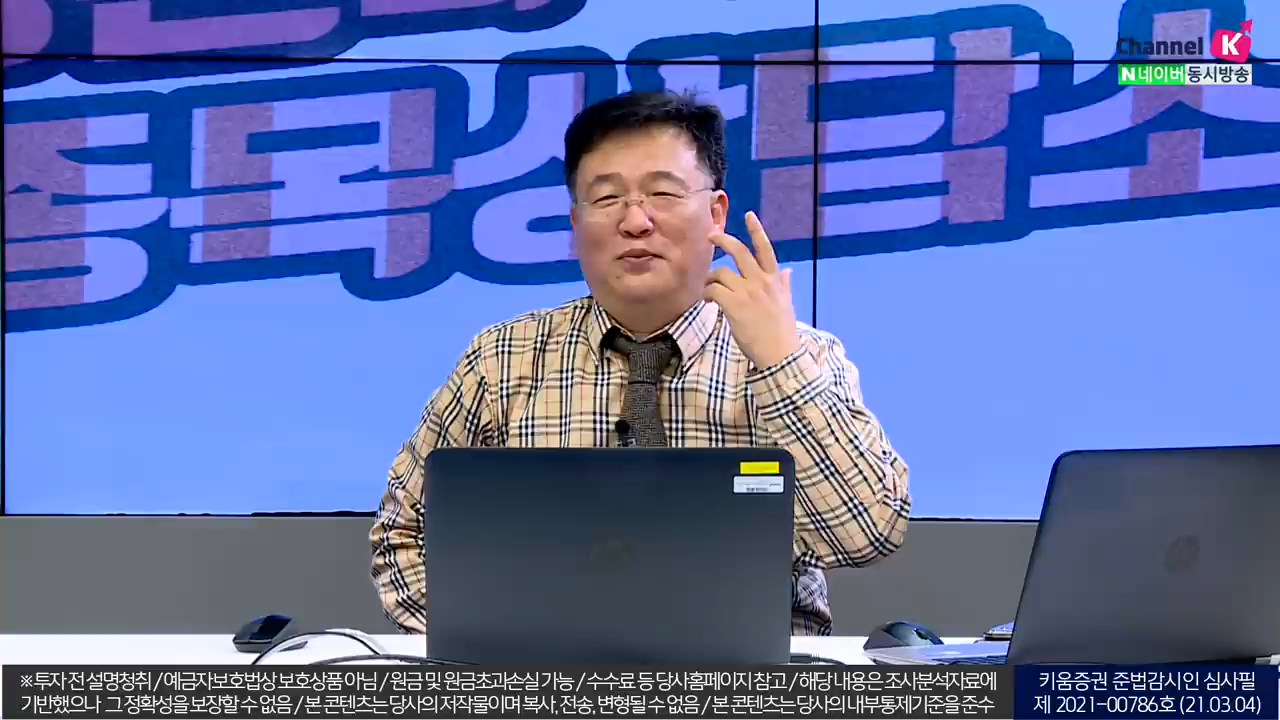 종목상담소
Channel K
N 네이버 동시방송
※ 투자 전 설명청취 / 예금자보호법상 보호상품 아님 / 원금 및 원금초과손실 가능 / 수수료 등 당사홈페이지 참고 / 해당 내용은 조사분석자료에
기반했으나 그 정확성을 보장할 수 없음 / 본 콘텐츠는 당사의 저작물이며 복사, 전송, 변형될 수 없음 / 본 콘텐츠는 당사의 내부통제기준을 준수
키움증권 준법감시인 심사필
제 2021-00786호 (21.03.04)